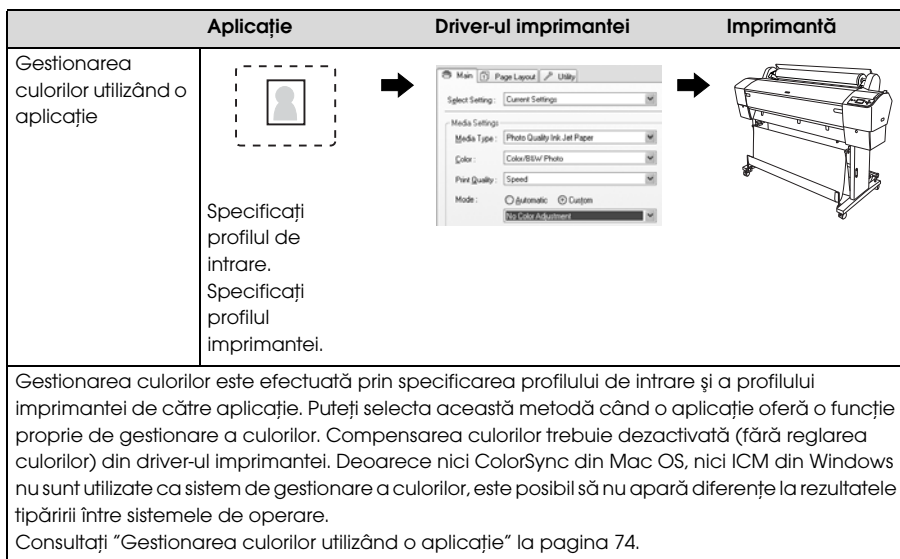 Aplicație Driver-ul imprimantei Imprimantă
Gestionarea
culorilor utilizând o
aplicație
Main Page Layout Utility
Select Setting : Current Settings
Media Settings
Media Type : Photo Quality Ink Jet Paper
Color : Color/B&W Photo
Print Quality : Speed
Mode : Automatic Custom
No Color Adjustment
Specificați
profilul de
intrare.
Specificați
profilul
imprimantei.
Gestionarea culorilor este efectuată prin specificarea profilului de intrare și a profilului
imprimantei de către aplicație. Puteți selecta această metodă când o aplicație oferă o funcție
proprie de gestionare a culorilor. Compensarea culorilor trebuie dezactivată (fără reglarea
culorilor) din driver-ul imprimantei. Deoarece nici ColorSync din Mac OS, nici ICM din Windows
nu sunt utilizate ca sistem de gestionare a culorilor, este posibil să nu apară diferențe la rezultatele
tipăririi între sistemele de operare.
Consultați "Gestionarea culorilor utilizând o aplicație" la pagina 74.